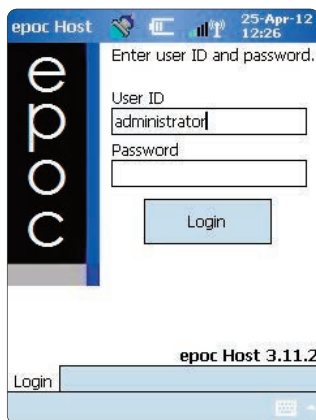 epoc Host
25-Apr-12
12:26
epoc
Enter user ID and password.
User ID
administrator
Password
Login
epoc Host 3.11.2
Login